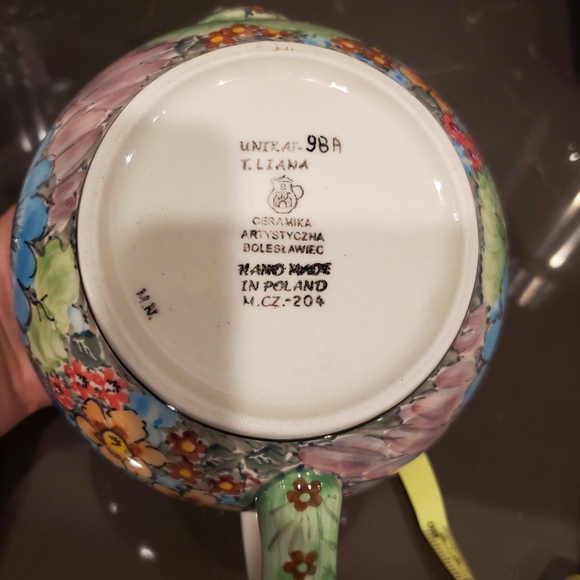 UNIKAT-98A
T. LIANA
CERAMIKA
ARTYSTYCZNA
BOLESŁAWIEC
HAND MADE
IN POLAND
M.CZ.-204
M.N.